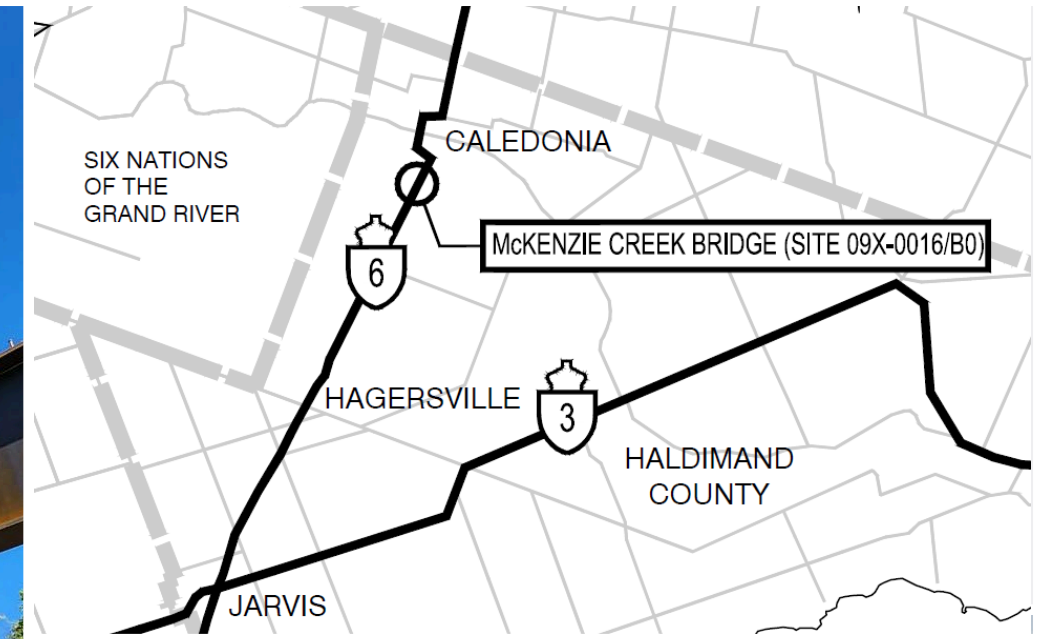 CALEDONIA
SIX NATIONS
OF THE
GRAND RIVER
McKENZIE CREEK BRIDGE (SITE 09X-0016/B0)
6
HAGERSVILLE
3
HALDIMAND
COUNTY
JARVIS